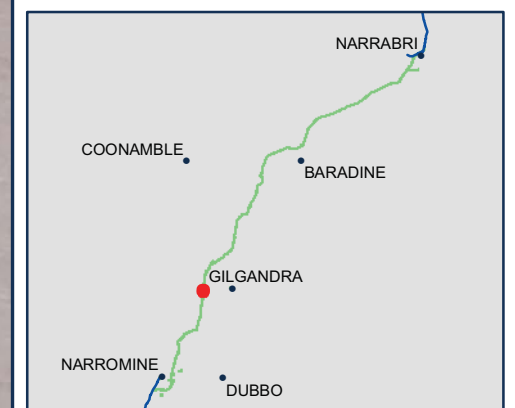 NARRABRI
COONAMBLE
BARADINE
GILGANDRA
NARROMINE
DUBBO